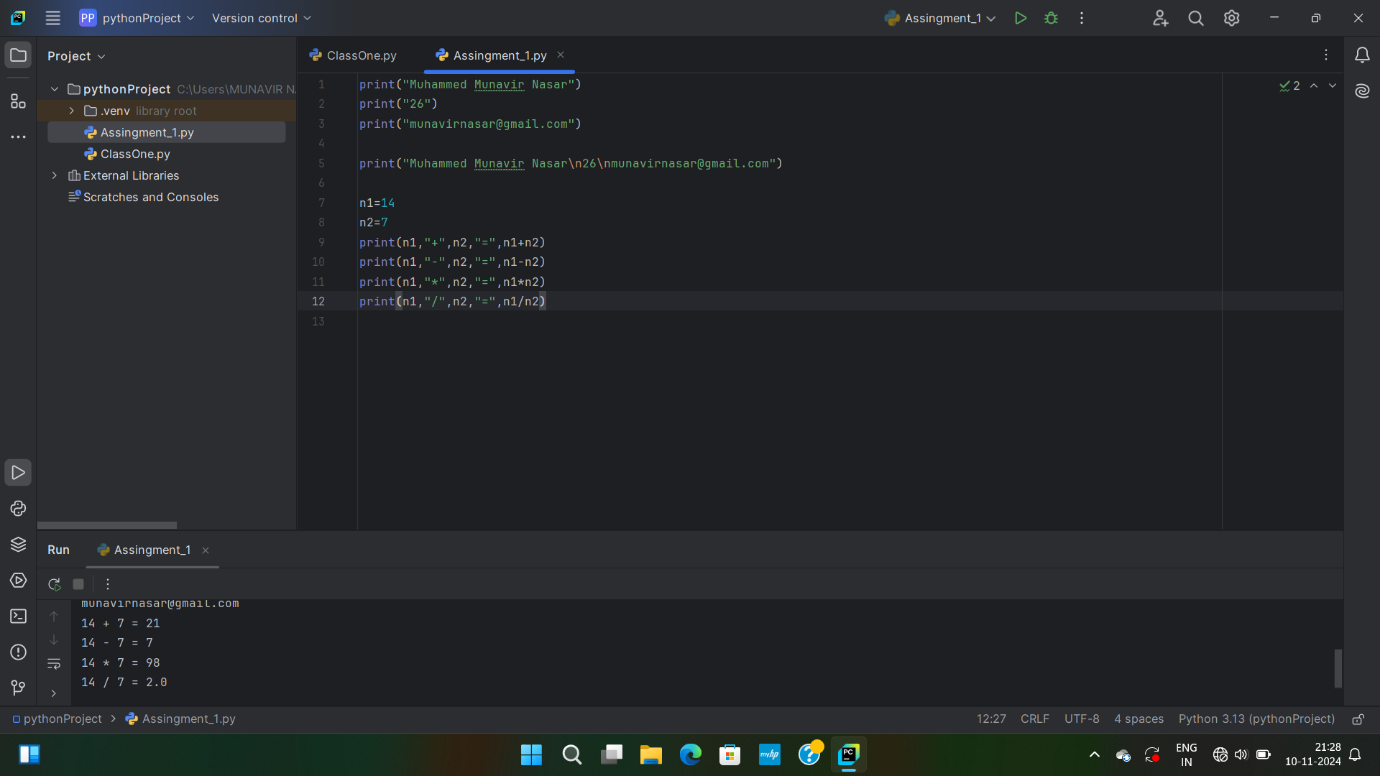 PP pythonProject Version control Assingment_1
Project
ClassOne.py Assingment_1.py
pythonProject C:\Users\MUNAVIR N
.venv library root
Assingment_1.py
ClassOne.py
External Libraries
Scratches and Consoles
2
1 print("Muhammed Munavir Nasar")
2 print("26")
3 print("munavirnasar@gmail.com")
4
5 print("Muhammed Munavir Nasar\n26\nmunavirnasar@gmail.com")
6
7 n1=14
8 n2=7
9 print(n1,"+",n2,"=",n1+n2)
10 print(n1,"-",n2,"=",n1-n2)
11 print(n1,"*",n2,"=",n1*n2)
12 print(n1,"/",n2,"=",n1/n2)
13
Run Assingment_1
munavirnasar@gmail.com
14 + 7 = 21
14 - 7 = 7
14 * 7 = 98
14 / 7 = 2.0
pythonProject > Assingment_1.py 12:27 CRLF UTF-8 4 spaces Python 3.13 (pythonProject)
myhp PC
ENG
IN
21:28
10-11-2024